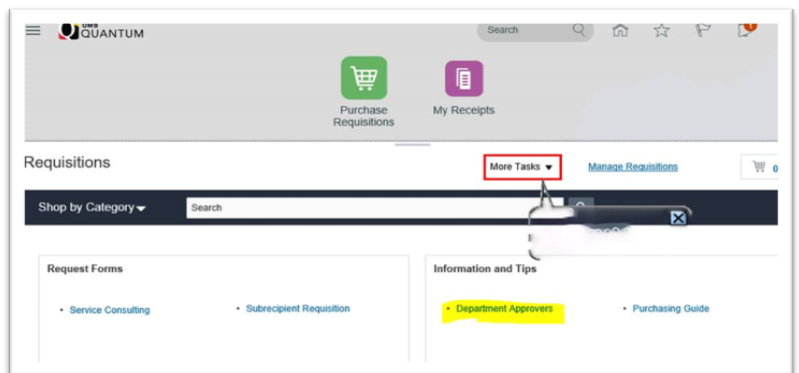 UMB
QUANTUM
Search
Purchase
Requisitions
My Receipts
Requisitions
More Tasks
Manage Requisitions
0
Shop by Category
Search
Request Forms
• Service Consulting
• Subrecipient Requisition
Information and Tips
• Department Approvers
• Purchasing Guide